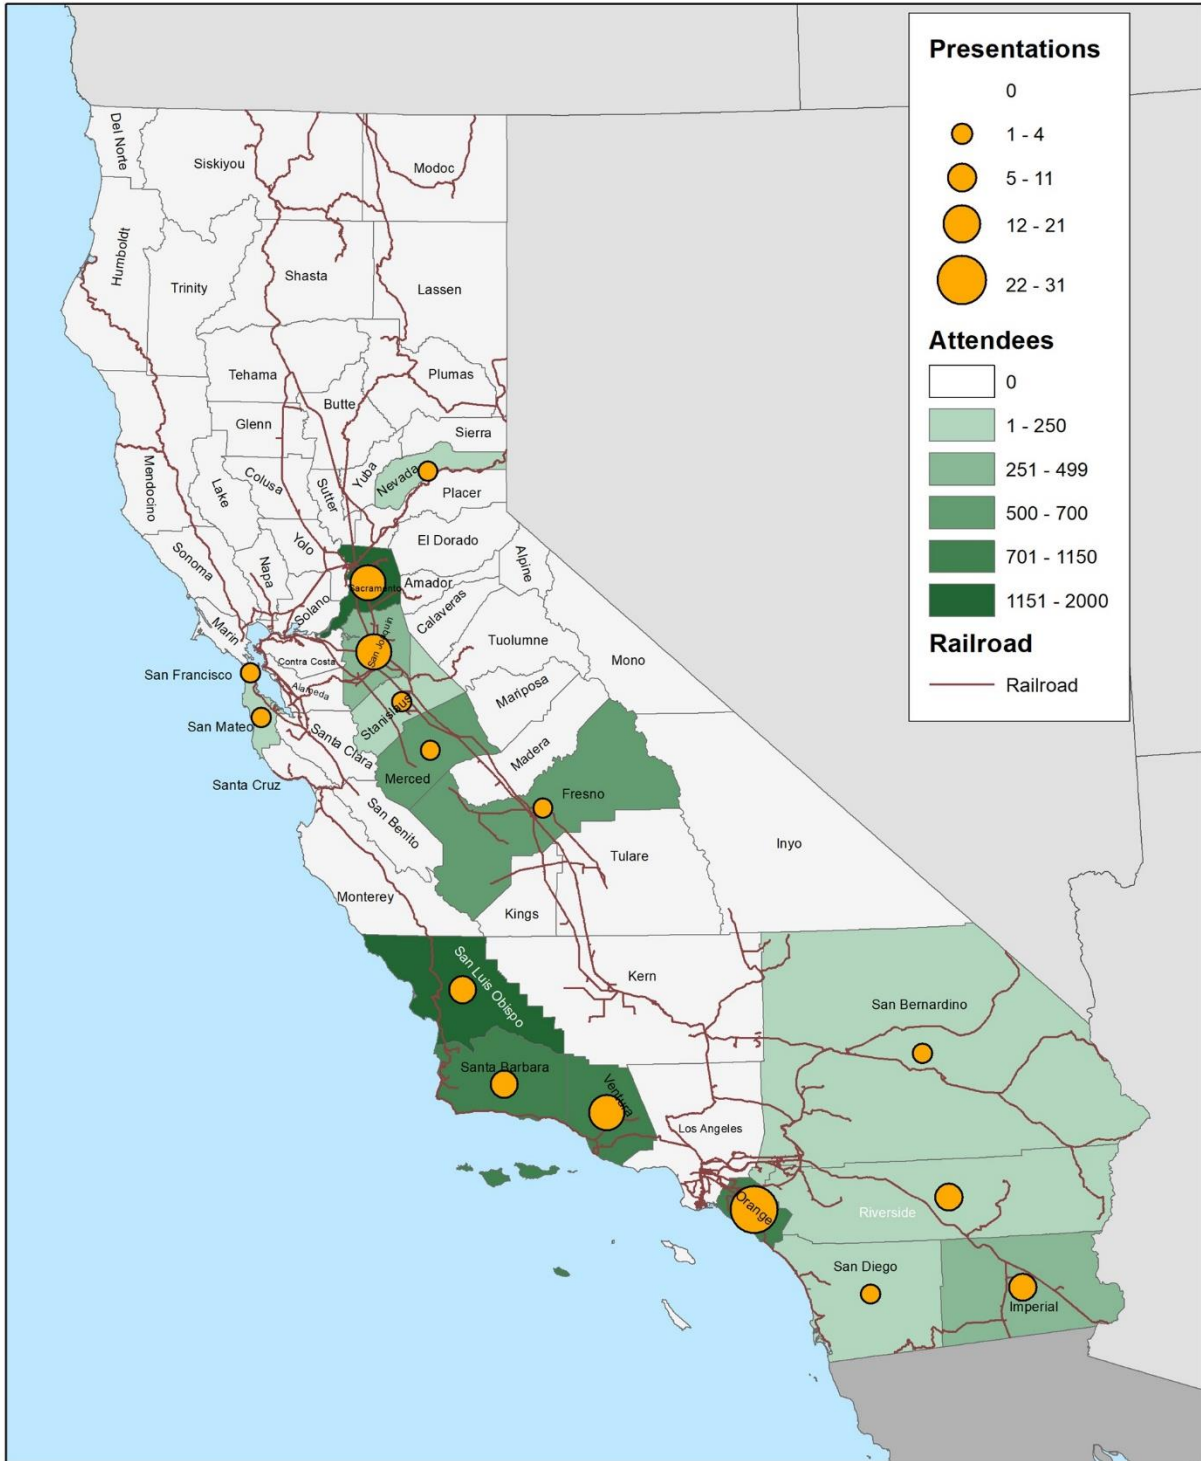 Presentations
0
1 - 4
5 - 11
12 - 21
22 - 31
Attendees
0
1 - 250
251 - 499
500 - 700
701 - 1150
1151 - 2000
Railroad
Railroad
Del Norte
Siskiyou
Modoc
Humboldt
Trinity
Shasta
Lassen
Tehama
Plumas
Butte
Glenn
Sierra
Mendocino
Lake
Colusa
Sutter
Yuba
Nevada
Placer
Sonoma
Napa
Yolo
El Dorado
Alpine
Sacramento
Amador
Solano
Calaveras
Marin
San Joaquin
Tuolumne
Contra Costa
Mono
San Francisco
Alameda
Stanislaus
Mariposa
San Mateo
Santa Clara
Madera
Merced
Santa Cruz
Fresno
San Benito
Inyo
Tulare
Monterey
Kings
San Luis Obispo
Kern
San Bernardino
Santa Barbara
Ventura
Los Angeles
Orange
Riverside
San Diego
Imperial